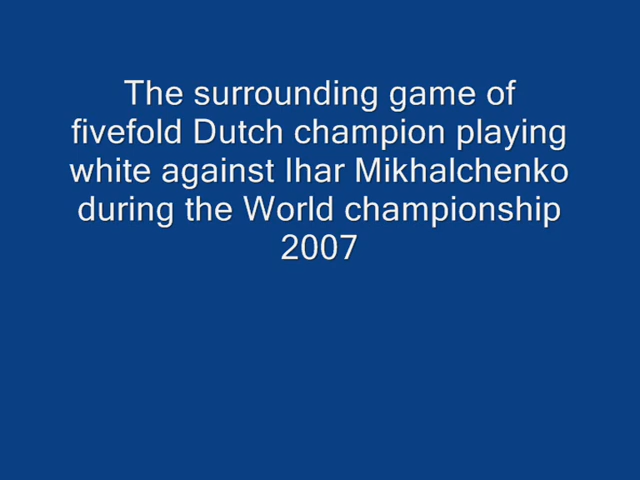 The surrounding game of
fivefold Dutch champion playing
white against Ihar Mikhalchenko
during the World championship
2007